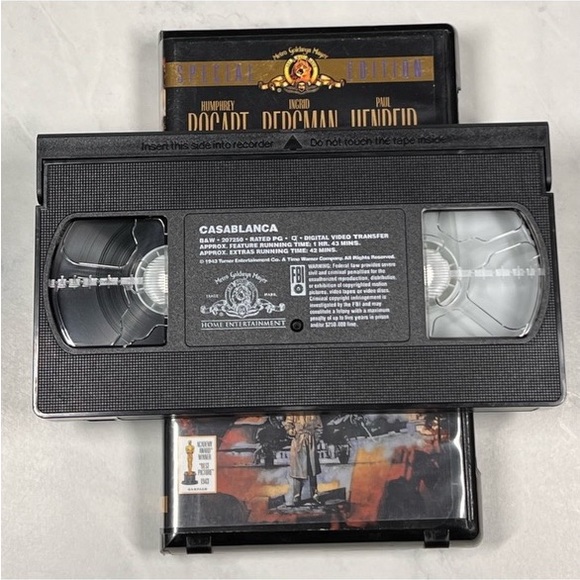 Metro Goldwyn Mayer
SPECIAL EDITION
HUMPHREY INGRID PAUL
BOGART BERGMAN HENREID
Insert this side into recorder ▲ Do not touch the tape inside
CASABLANCA
B&W • 207250 • RATED PG • • DIGITAL VIDEO TRANSFER
APPROX. FEATURE RUNNING TIME: 1 HR. 43 MINS.
APPROX. EXTRAS RUNNING TIME: 42 MINS.
© 1943 Turner Entertainment Co. A Time Warner Company. All Rights Reserved.
Metro Goldwyn Mayer
TRADE MARK
HOME ENTERTAINMENT
FBI
WARNING: Federal law provides severe
civil and criminal penalties for the
unauthorized reproduction, distribution
or exhibition of copyrighted motion
pictures, video tapes or video discs.
Criminal copyright infringement is
investigated by the FBI and may
constitute a felony with a maximum
penalty of up to five years in prison
and/or $250,000 fine.
ACADEMY
AWARD
WINNER
"BEST
PICTURE"
1943